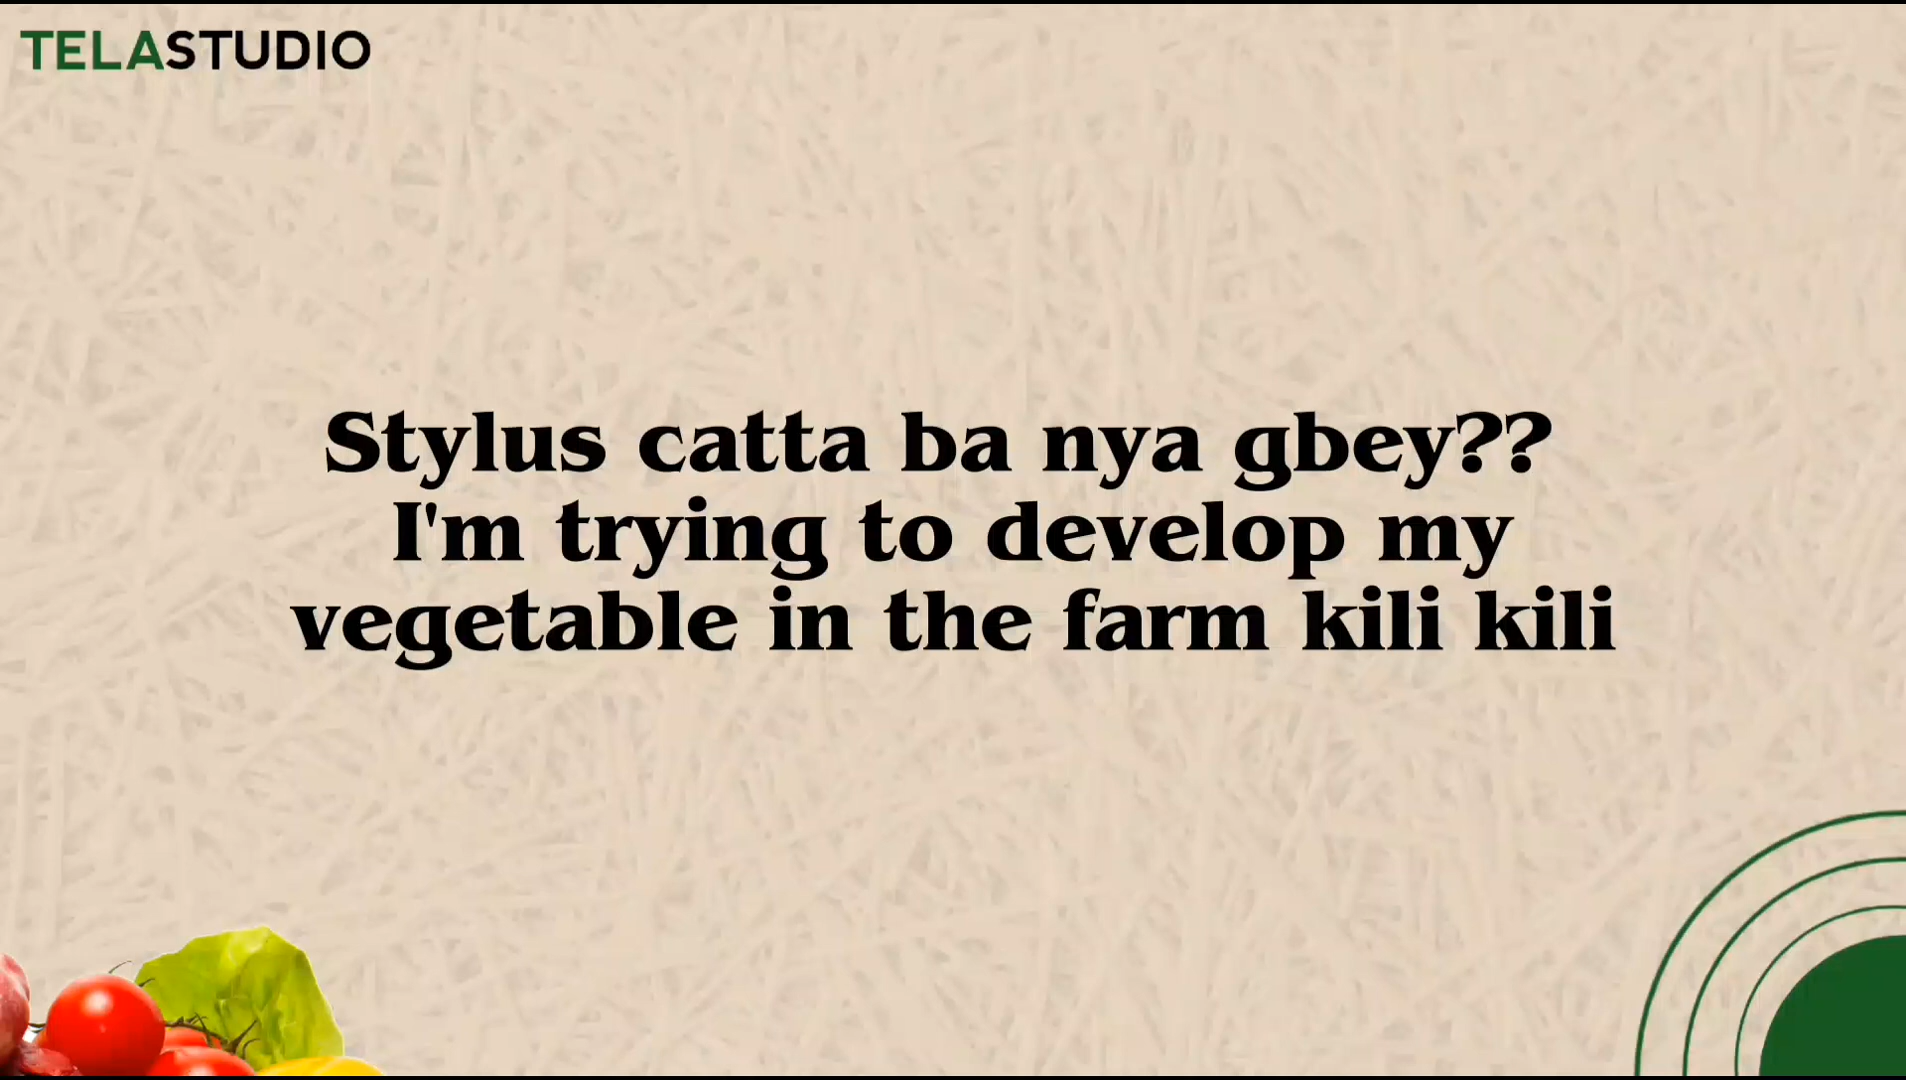 TELASTUDIO
Stylus catta ba nya gbey??
I'm trying to develop my
vegetable in the farm kili kili